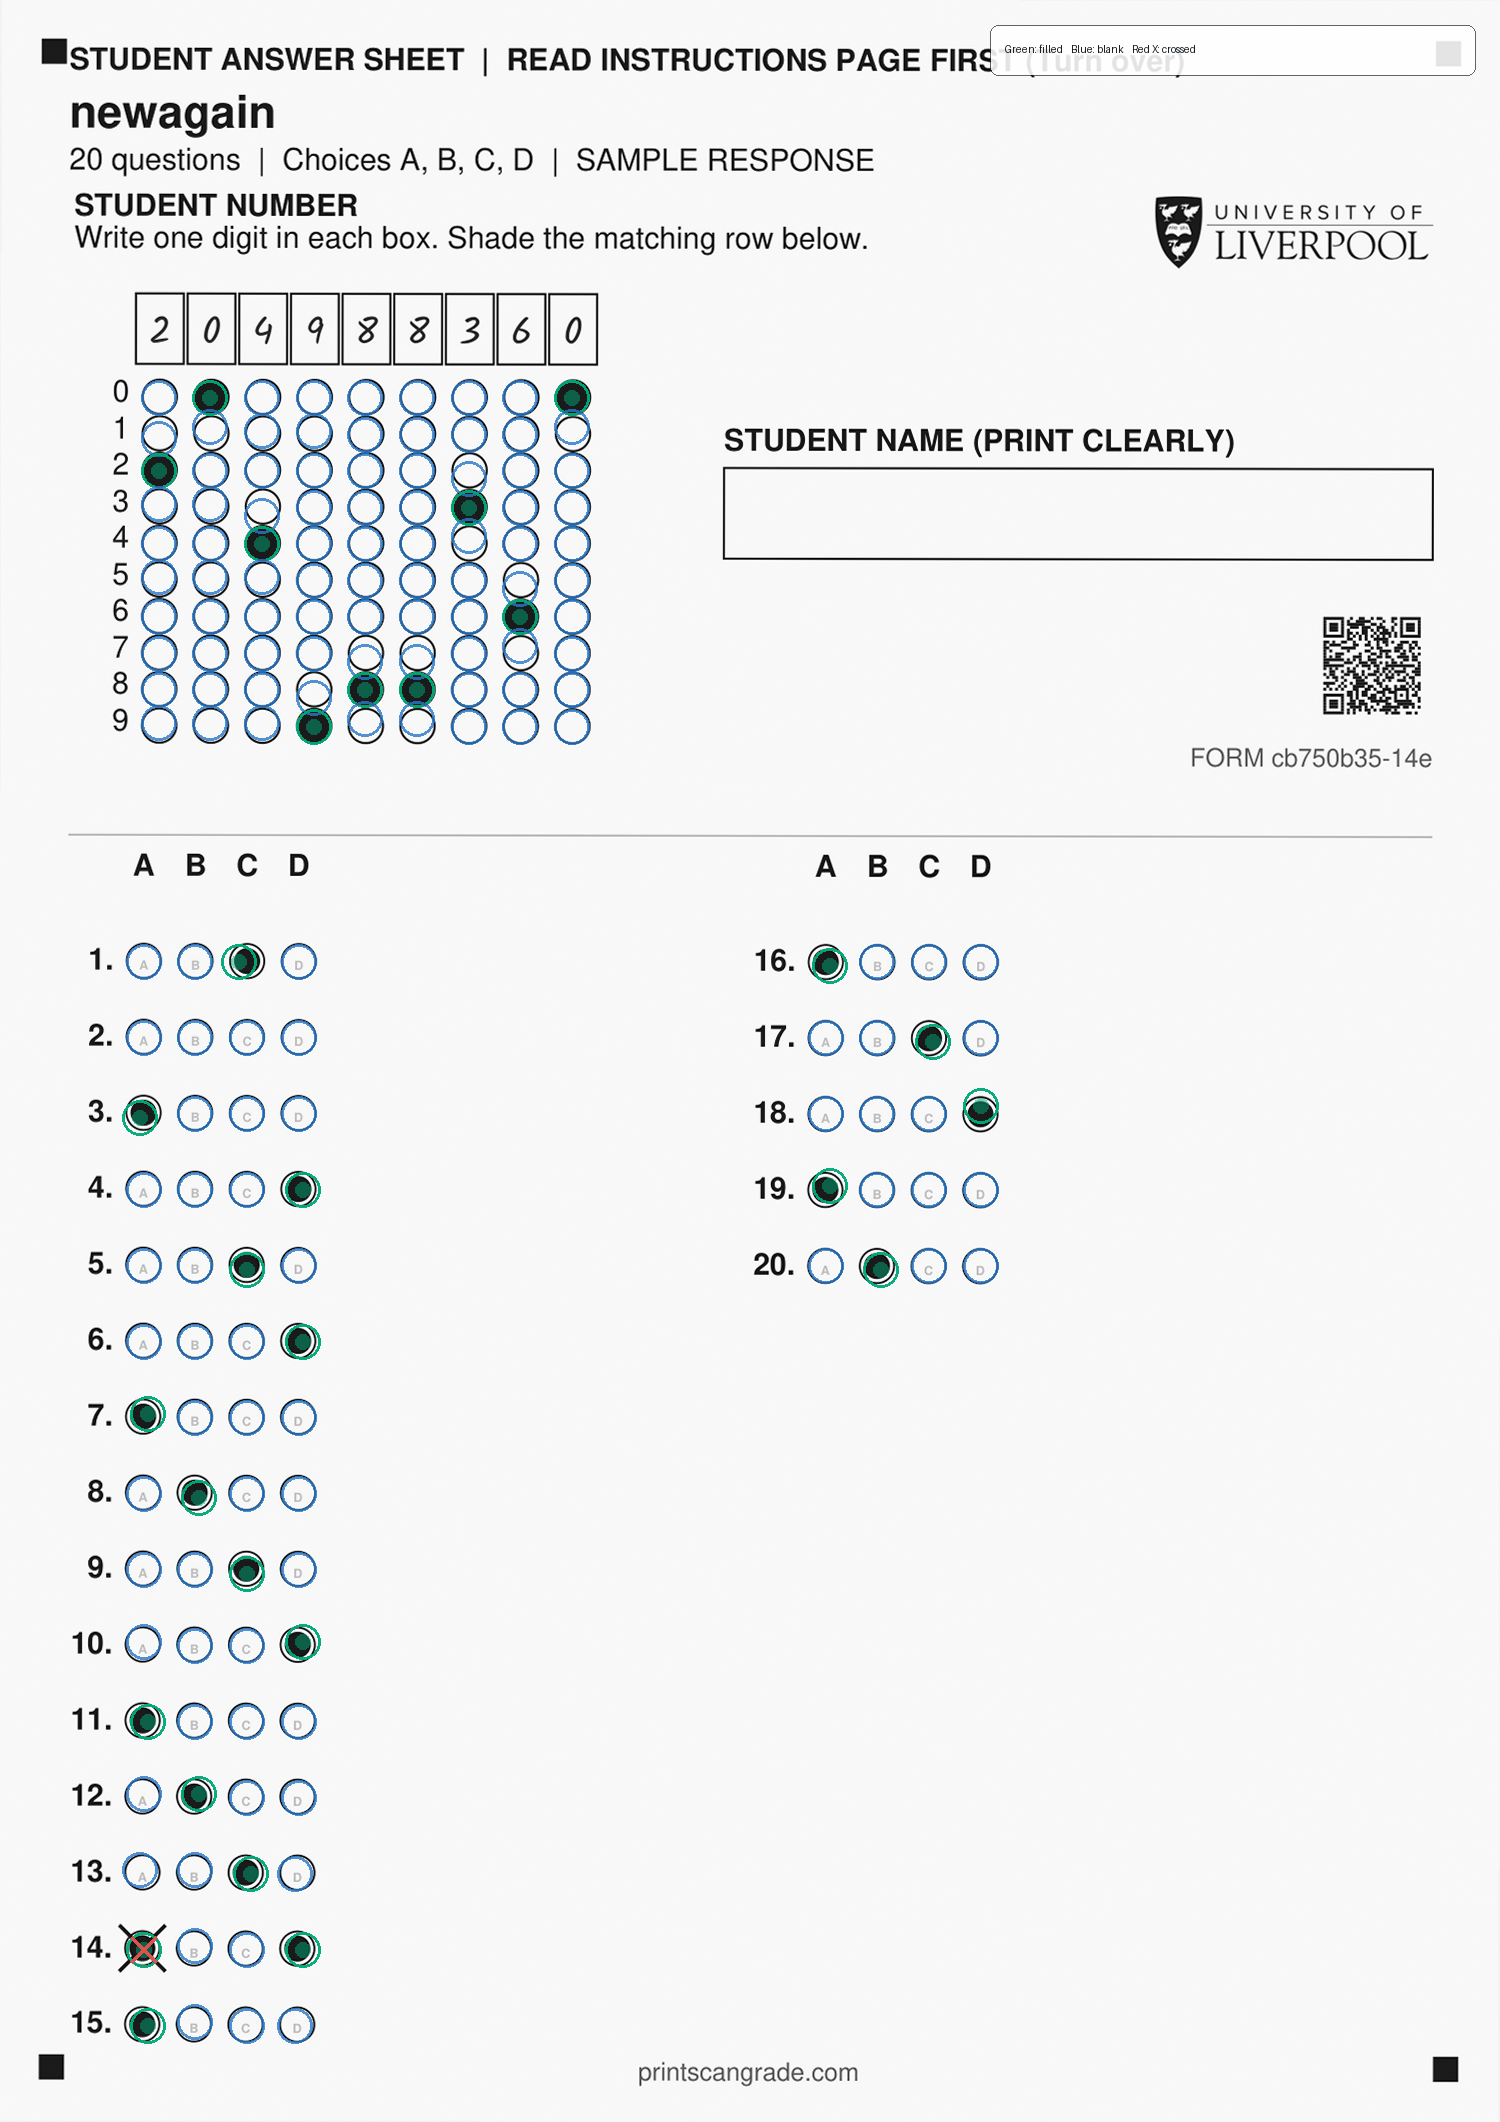 STUDENT ANSWER SHEET | READ INSTRUCTIONS PAGE FIRST (Turn over)
Green: filled Blue: blank Red X: crossed
newagain
20 questions | Choices A, B, C, D | SAMPLE RESPONSE
STUDENT NUMBER
Write one digit in each box. Shade the matching row below.
UNIVERSITY OF
LIVERPOOL
2 0 4 9 8 8 3 6 0
0
1
2
3
4
5
6
7
8
9
STUDENT NAME (PRINT CLEARLY)
FORM cb750b35-14e
A B C D
1. A B D
2. A B C D
3. B C D
4. A B C
5. A B D
6. A B C
7. B C D
8. A C D
9. A B D
10. A B C
11. B C D
12. A C D
13. A B D
14. B C
15. B C D
A B C D
16. B C D
17. A B D
18. A B C
19. B C D
20. A C D
printscangrade.com